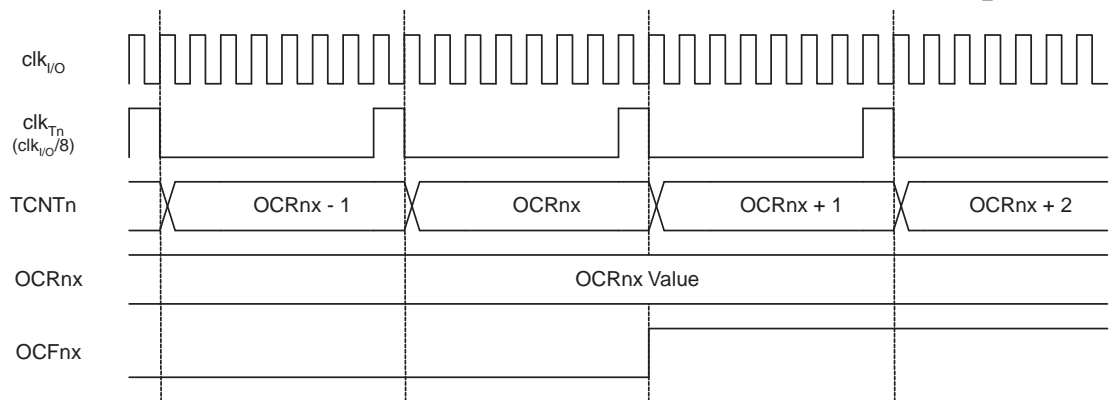 clkI/O
clkTn
(clkI/O/8)
TCNTn OCRnx - 1 OCRnx OCRnx + 1 OCRnx + 2
OCRnx OCRnx Value
OCFnx